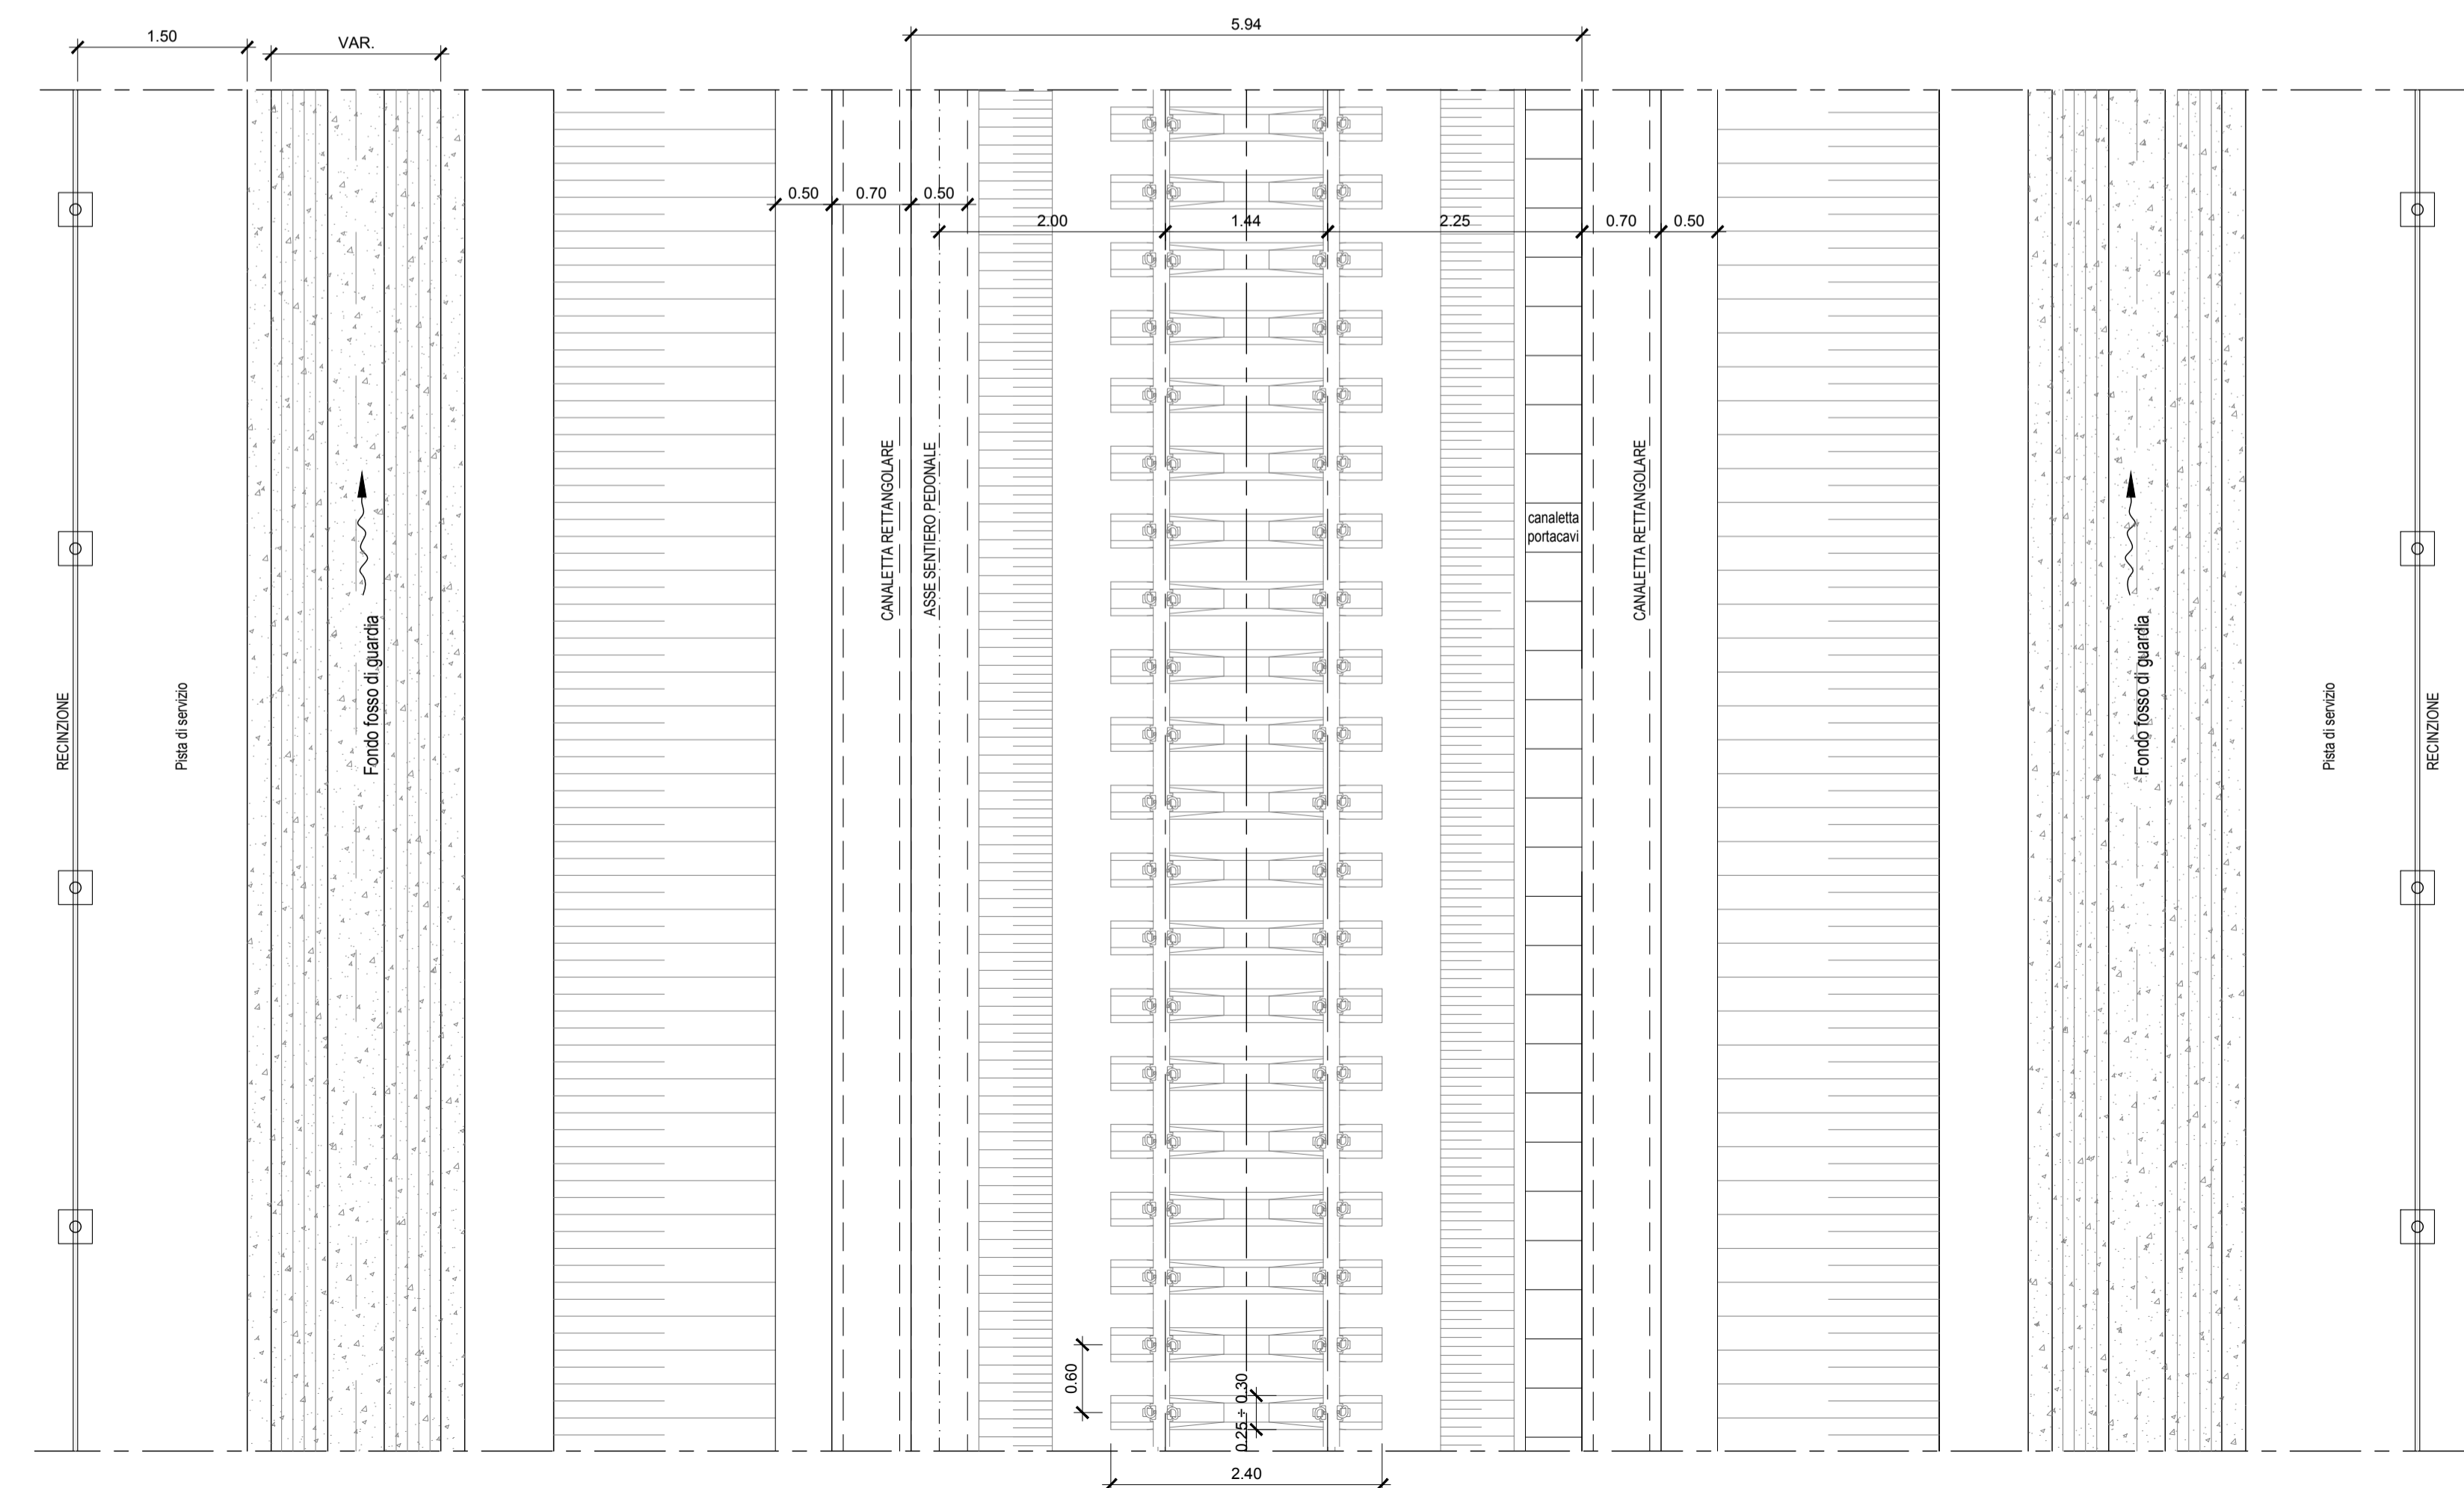 5.94
1.50
VAR.
0.50
0.70
0.50
2.00
1.44
2.25
0.70
0.50
RECINZIONE
Pista di servizio
Fondo fosso di guardia
CANALETTA RETTANGOLARE
ASSE SENTIERO PEDONALE
canaletta
portacavi
CANALETTA RETTANGOLARE
Fondo fosso di guardia
Pista di servizio
RECINZIONE
0.60
0.25 ÷ 0.30
2.40